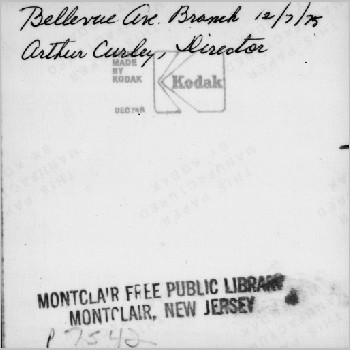 Bellevue Ave. Branch 12/7/75
Arthur Curley, Director
MADE
BY
KODAK
Kodak
MONTCLAIR FREE PUBLIC LIBRARY
MONTCLAIR, NEW JERSEY
P 7542